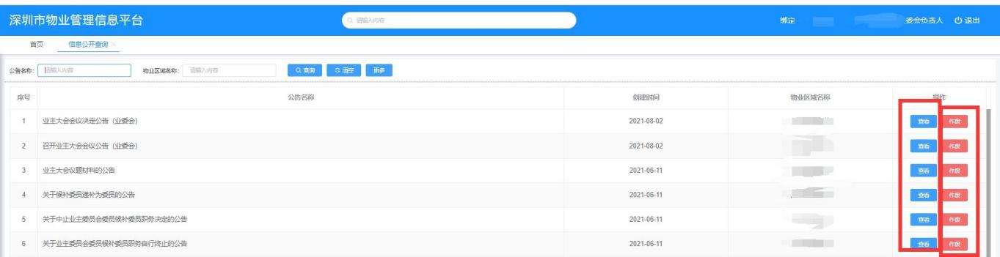 深圳市物业管理信息平台 请输入内容 绑定 委会负责人 退出
首页 信息公开查询
公告名称: 请输入内容 物业区域名称: 请输入内容 查询 清空 更多
序号 公告名称 创建时间 物业区域名称 操作
1 业主大会会议决定公告（业委会） 2021-08-02 查看 作废
2 召开业主大会会议公告（业委会） 2021-08-02 查看 作废
3 业主大会议题材料的公告 2021-06-11 查看 作废
4 关于候补委员递补为委员的公告 2021-06-11 查看 作废
5 关于中止业主委员会委员候补委员职务决定的公告 2021-06-11 查看 作废
6 关于业主委员会委员候补委员职务自行终止的公告 2021-06-11 查看 作废